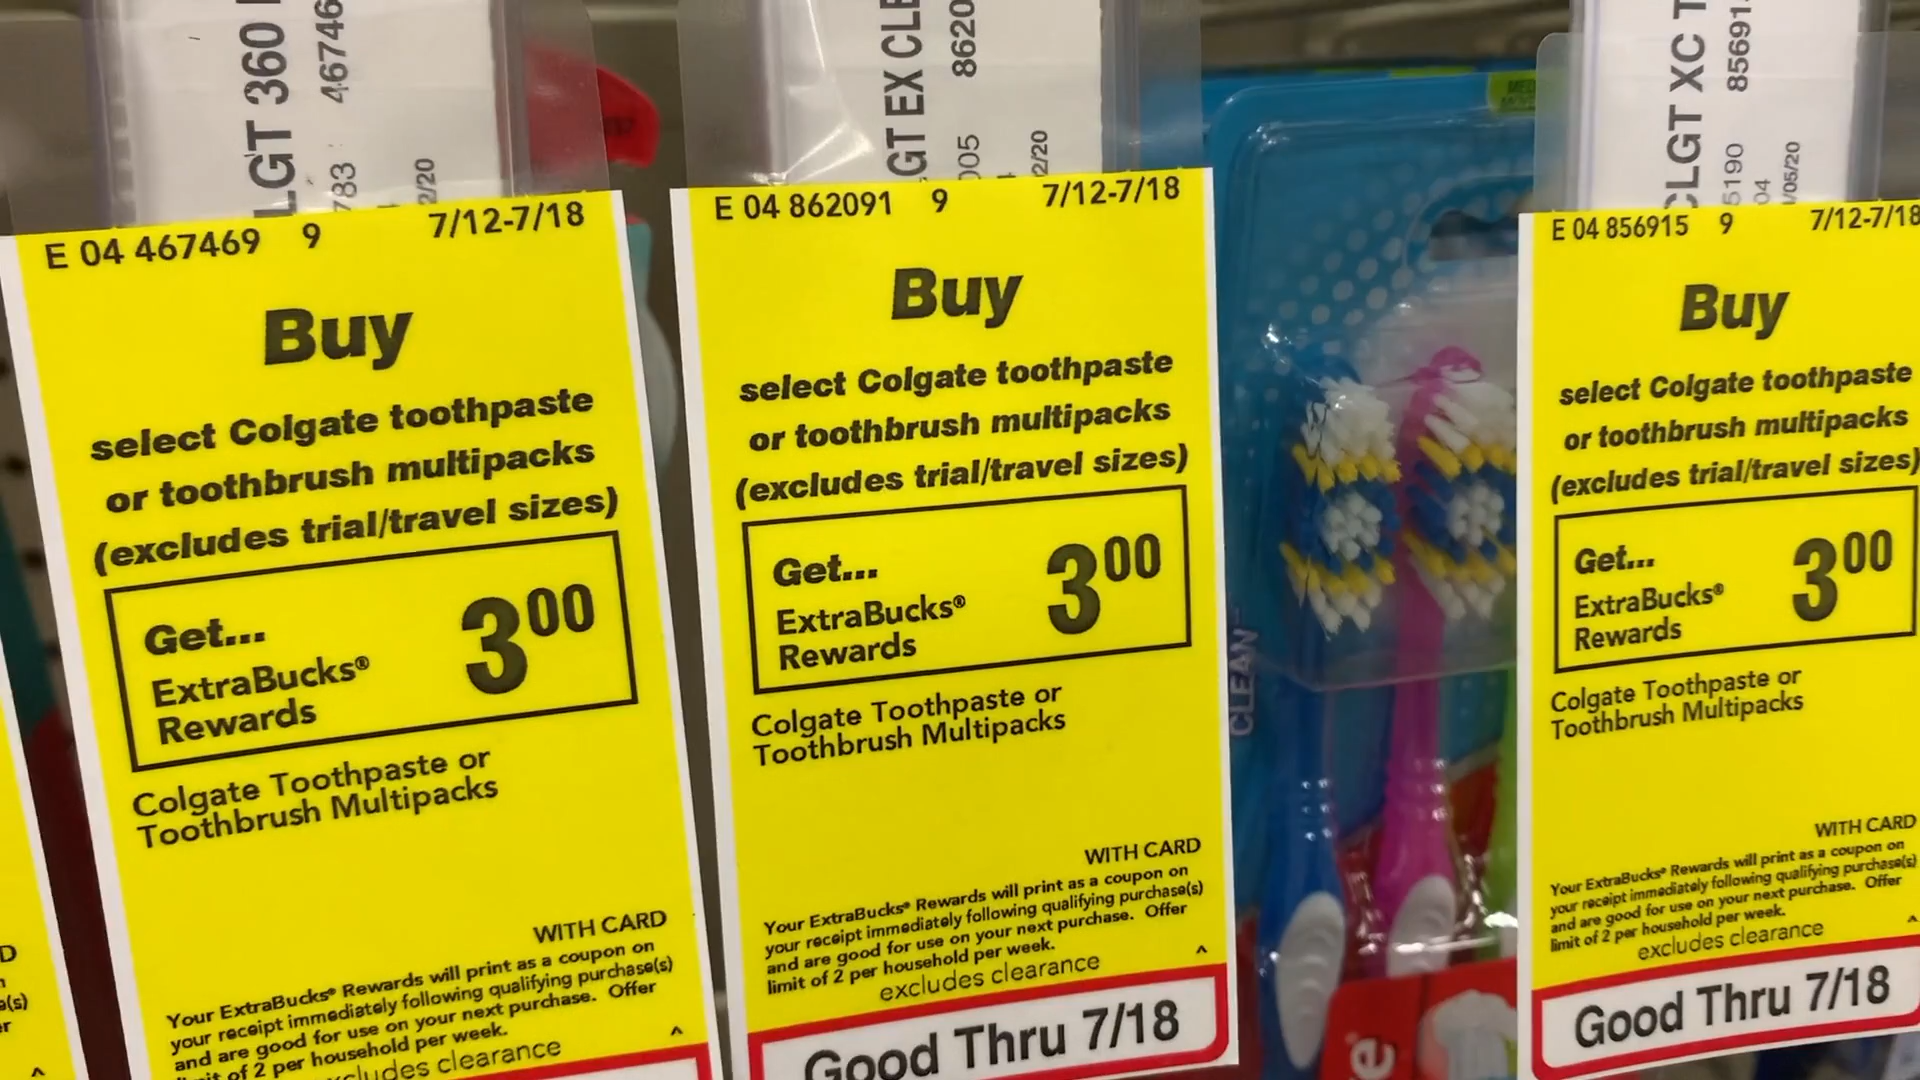 LGT 360
46746
783
2/20
E 04 467469 9 7/12-7/18
Buy
select Colgate toothpaste
or toothbrush multipacks
(excludes trial/travel sizes)
Get...
ExtraBucks®
Rewards
3⁰⁰
Colgate Toothpaste or
Toothbrush Multipacks
WITH CARD
Your ExtraBucks® Rewards will print as a coupon on
your receipt immediately following qualifying purchase(s)
and are good for use on your next purchase. Offer
of 2 per household per week.
clearance
^
GT EX CLE
8620
005
2/20
E 04 862091 9 7/12-7/18
Buy
select Colgate toothpaste
or toothbrush multipacks
(excludes trial/travel sizes)
Get...
ExtraBucks®
Rewards
3⁰⁰
Colgate Toothpaste or
Toothbrush Multipacks
WITH CARD
Your ExtraBucks® Rewards will print as a coupon on
your receipt immediately following qualifying purchase(s)
and are good for use on your next purchase. Offer
limit of 2 per household per week.
excludes clearance
^
Good Thru 7/18
CLEAN
CLGT XC T
85691
5190
04
/05/20
E 04 856915 9 7/12-7/18
Buy
select Colgate toothpaste
or toothbrush multipacks
(excludes trial/travel sizes)
Get...
ExtraBucks®
Rewards
3⁰⁰
Colgate Toothpaste or
Toothbrush Multipacks
WITH CARD
Your ExtraBucks® Rewards will print as a coupon on
your receipt immediately following qualifying purchase(s)
and are good for use on your next purchase. Offer
limit of 2 per household per week.
excludes clearance
^
Good Thru 7/18